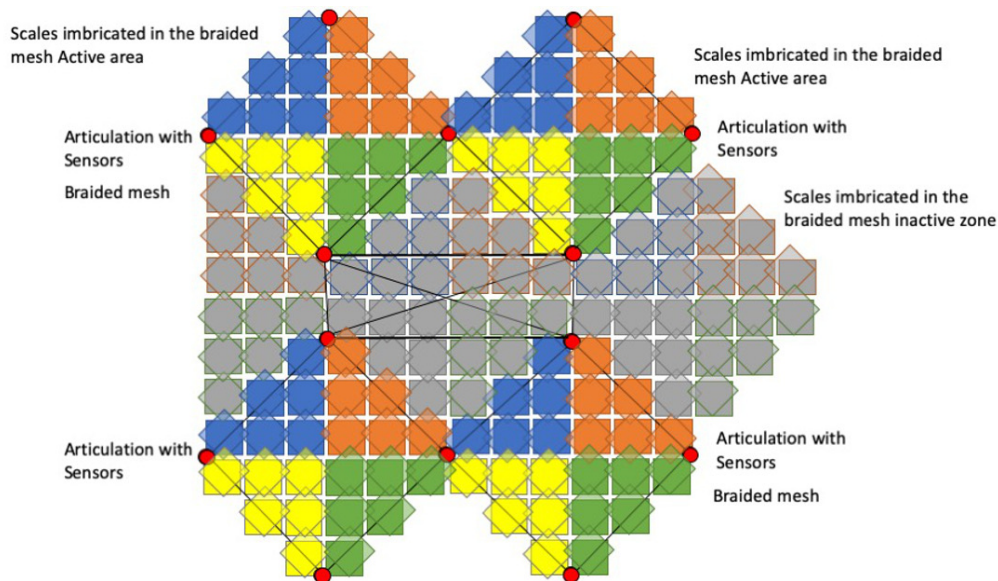 Scales imbricated in the braided
mesh Active area
Scales imbricated in the braided
mesh Active area
Articulation with
Sensors
Articulation with
Sensors
Braided mesh
Scales imbricated in the
braided mesh inactive zone
Articulation with
Sensors
Articulation with
Sensors
Braided mesh